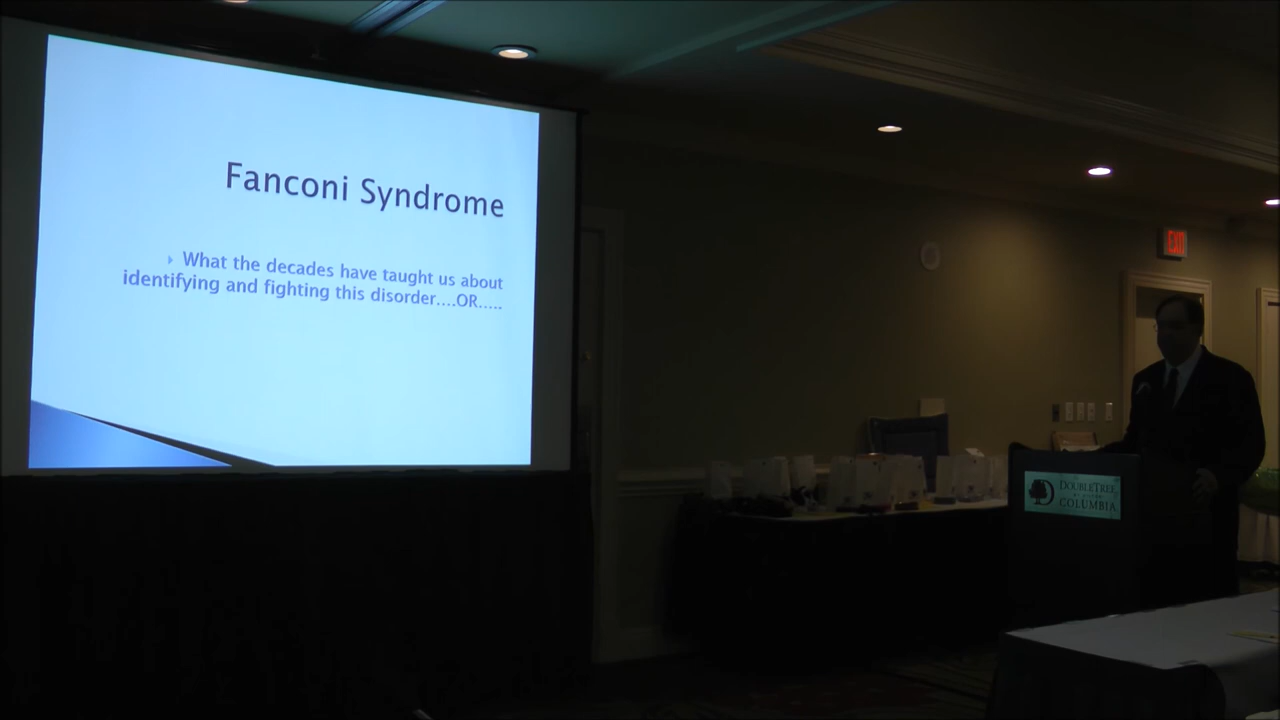 Fanconi Syndrome
What the decades have taught us about
identifying and fighting this disorder....OR.....
EXIT
D
DOUBLETREE
COLUMBIA